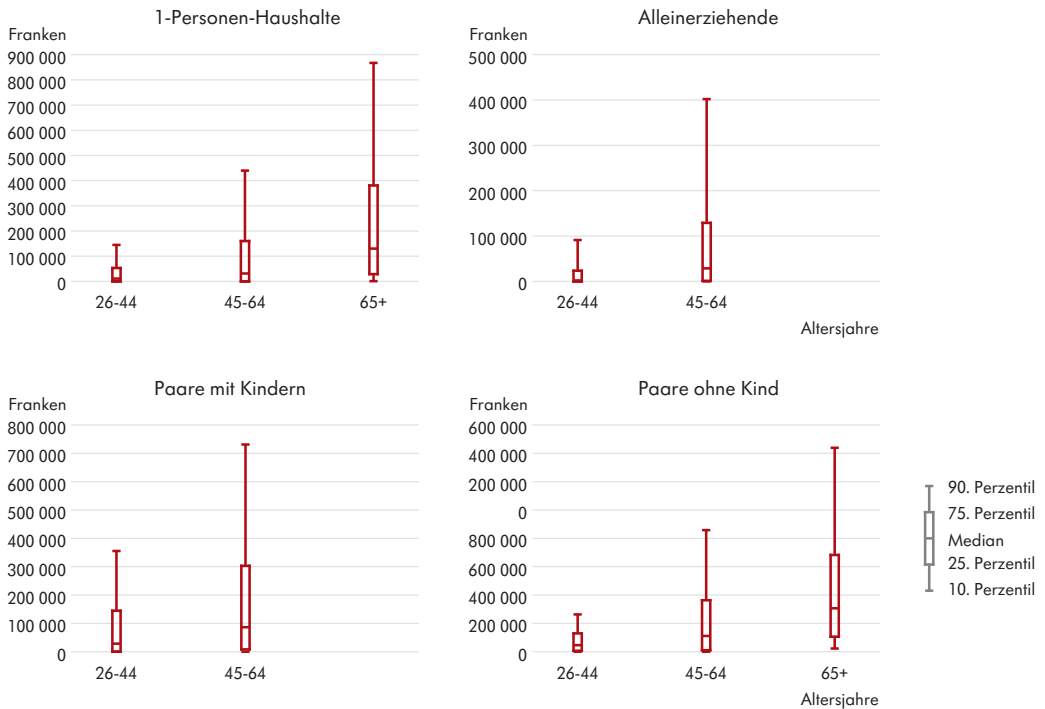 1-Personen-Haushalte
Franken
900 000
800 000
700 000
600 000
500 000
400 000
300 000
200 000
100 000
0
26-44
45-64
65+
Alleinerziehende
Franken
500 000
400 000
300 000
200 000
100 000
0
26-44
45-64
Altersjahre
Paare mit Kindern
Franken
800 000
700 000
600 000
500 000
400 000
300 000
200 000
100 000
0
26-44
45-64
Paare ohne Kind
Franken
600 000
400 000
200 000
0
800 000
600 000
400 000
200 000
0
26-44
45-64
65+
Altersjahre
90. Perzentil
75. Perzentil
Median
25. Perzentil
10. Perzentil